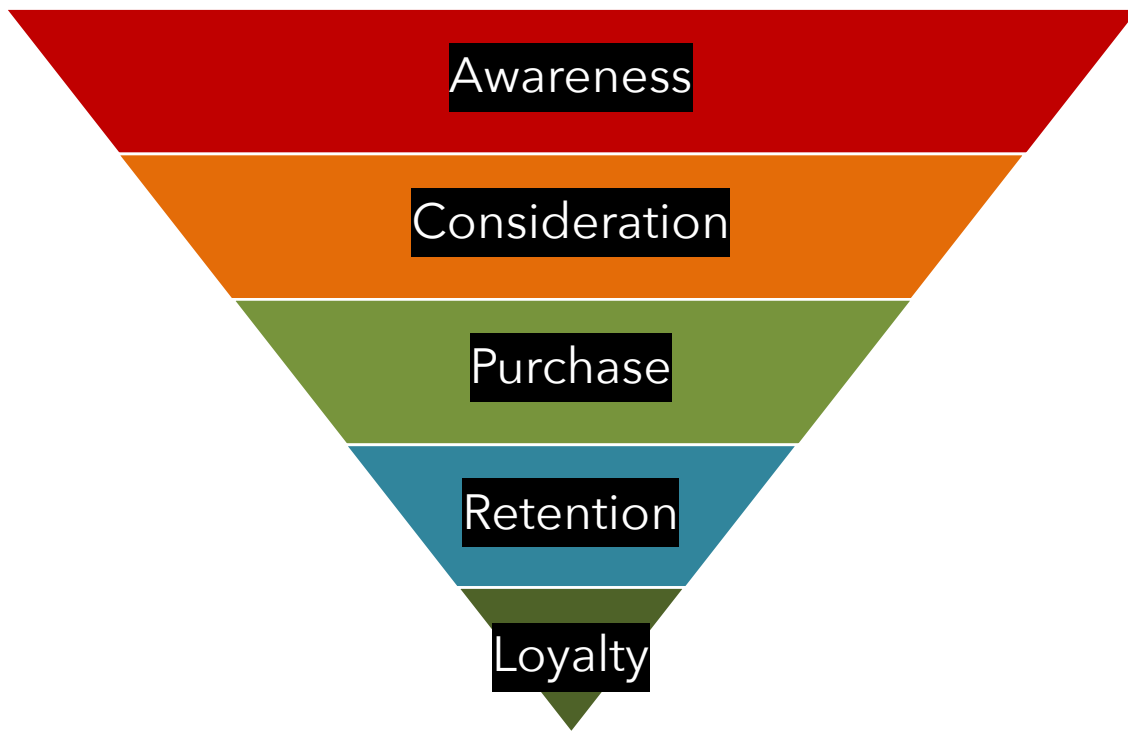 Awareness
Consideration
Purchase
Retention
Loyalty